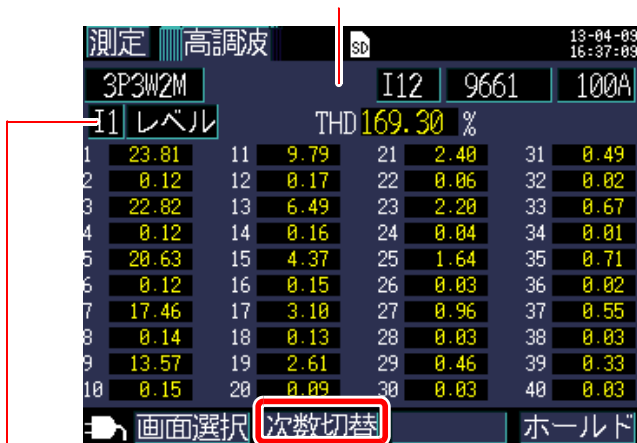 測定 高調波 SD 13-04-09
16:37:09
3P3W2M I12 9661 100A
I1 レベル THD 169.30 %
1 23.81 11 9.79 21 2.40 31 0.49
2 0.12 12 0.17 22 0.06 32 0.02
3 22.82 13 6.49 23 2.20 33 0.67
4 0.12 14 0.16 24 0.04 34 0.01
5 20.63 15 4.37 25 1.64 35 0.71
6 0.12 16 0.15 26 0.03 36 0.02
7 17.46 17 3.10 27 0.96 37 0.55
8 0.14 18 0.13 28 0.03 38 0.03
9 13.57 19 2.61 29 0.46 39 0.33
10 0.15 20 0.09 30 0.03 40 0.03
画面選択 次数切替 ホールド